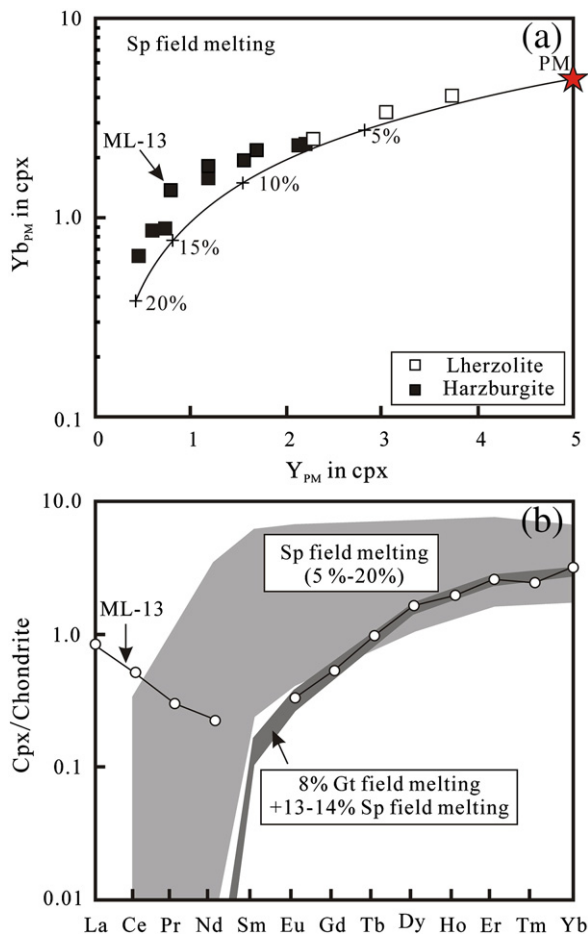 (a)
Sp field melting
PM
10
ML-13
5%
10%
1.0
15%
20%
Yb PM in cpx
Lherzolite
Harzburgite
0.1
0 1 2 3 4 5
Y PM in cpx
(b)
10.0
Sp field melting
(5 %-20%)
ML-13
1.0
Cpx/Chondrite
0.1
8% Gt field melting
+13-14% Sp field melting
0.01
La Ce Pr Nd Sm Eu Gd Tb Dy Ho Er Tm Yb